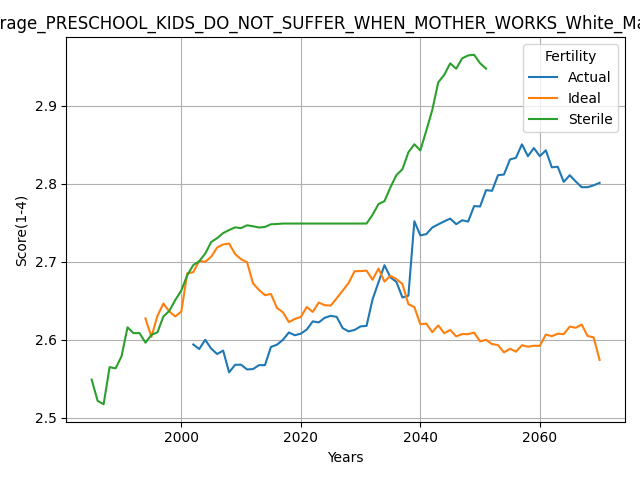 rage_PRESCHOOL_KIDS_DO_NOT_SUFFER_WHEN_MOTHER_WORKS_White_Ma
Fertility
Actual
Ideal
Sterile
Score(1-4)
2.9
2.8
2.7
2.6
2.5
2000 2020 2040 2060
Years